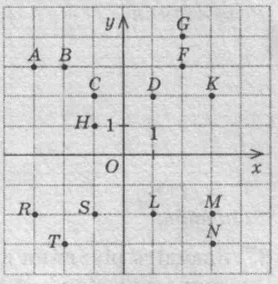 y G
A B F
C D K
H 1 1
O x
R S L M
T N